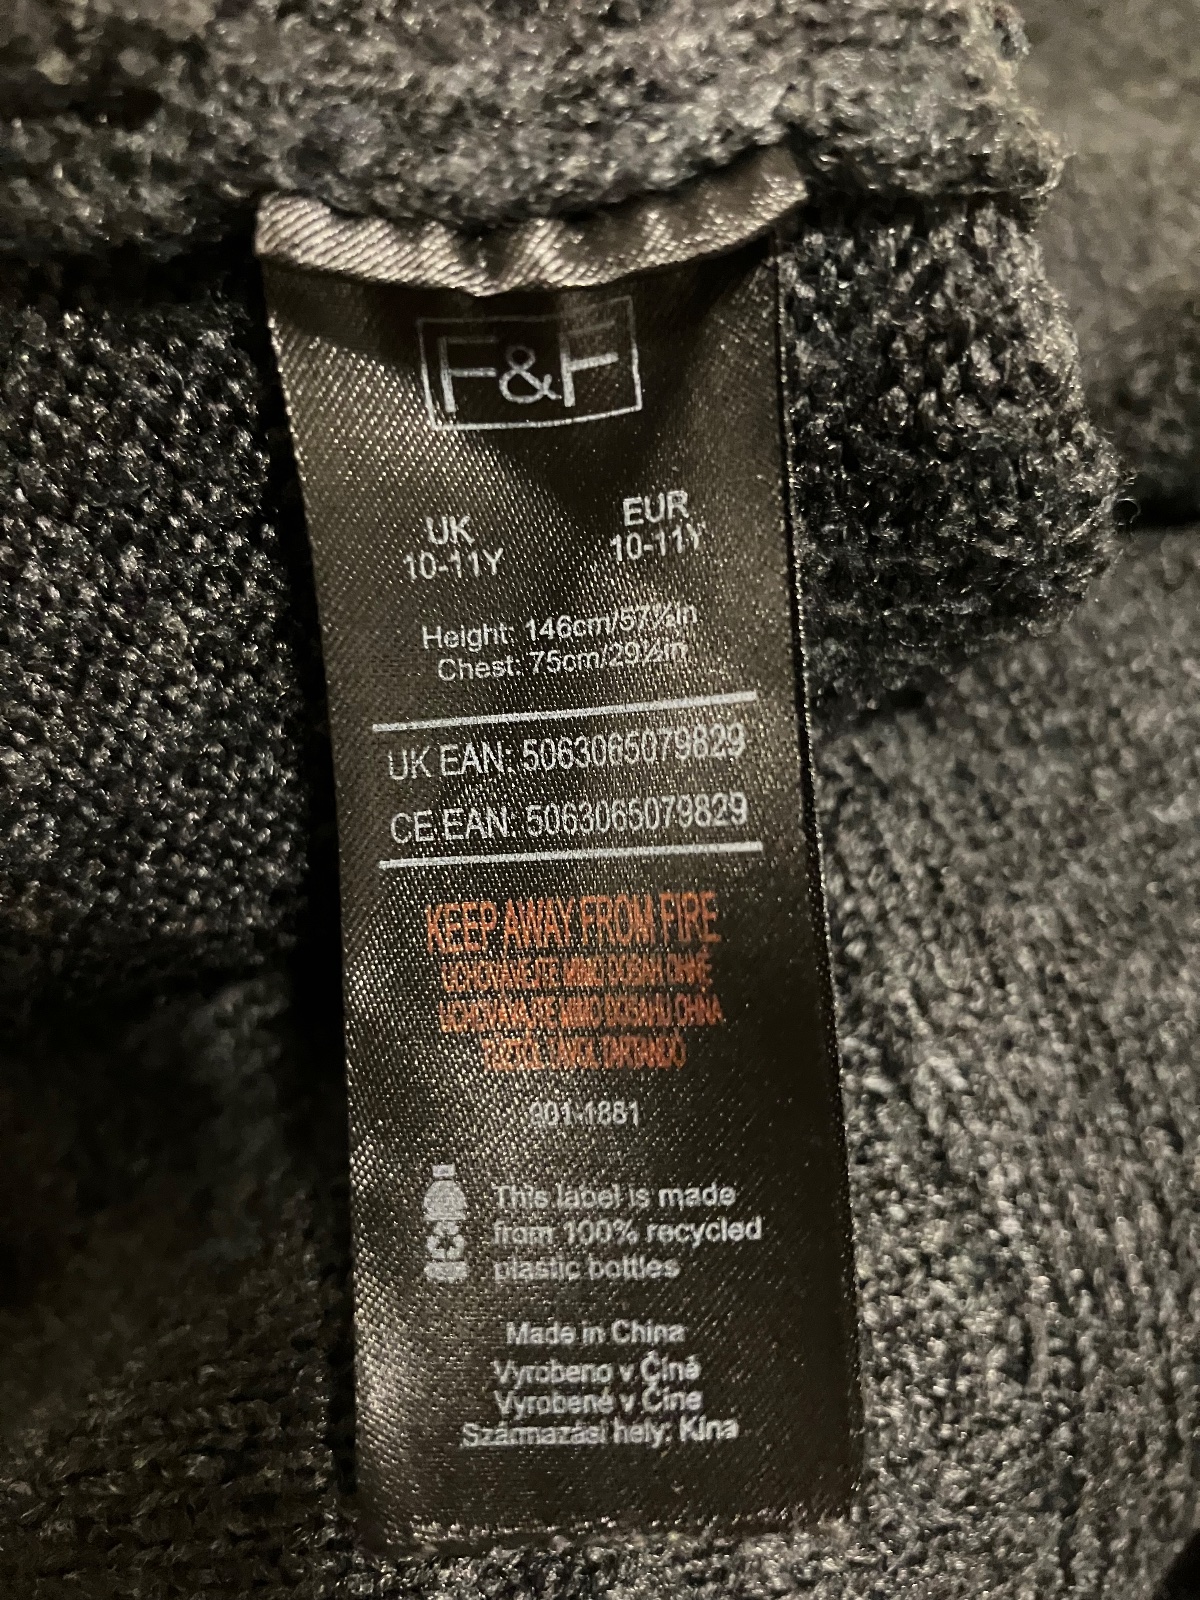 F&F
UK
10-11Y
EUR
10-11Y
Height: 146cm/57½in
Chest: 75cm/29½in
UK EAN: 5063065079829
CE EAN: 5063065079829
KEEP AWAY FROM FIRE
901-1881
This label is made
from 100% recycled
plastic bottles
Made in China
Vyrobeno v Číně
Vyrobené v Číne
Származási hely: Kína